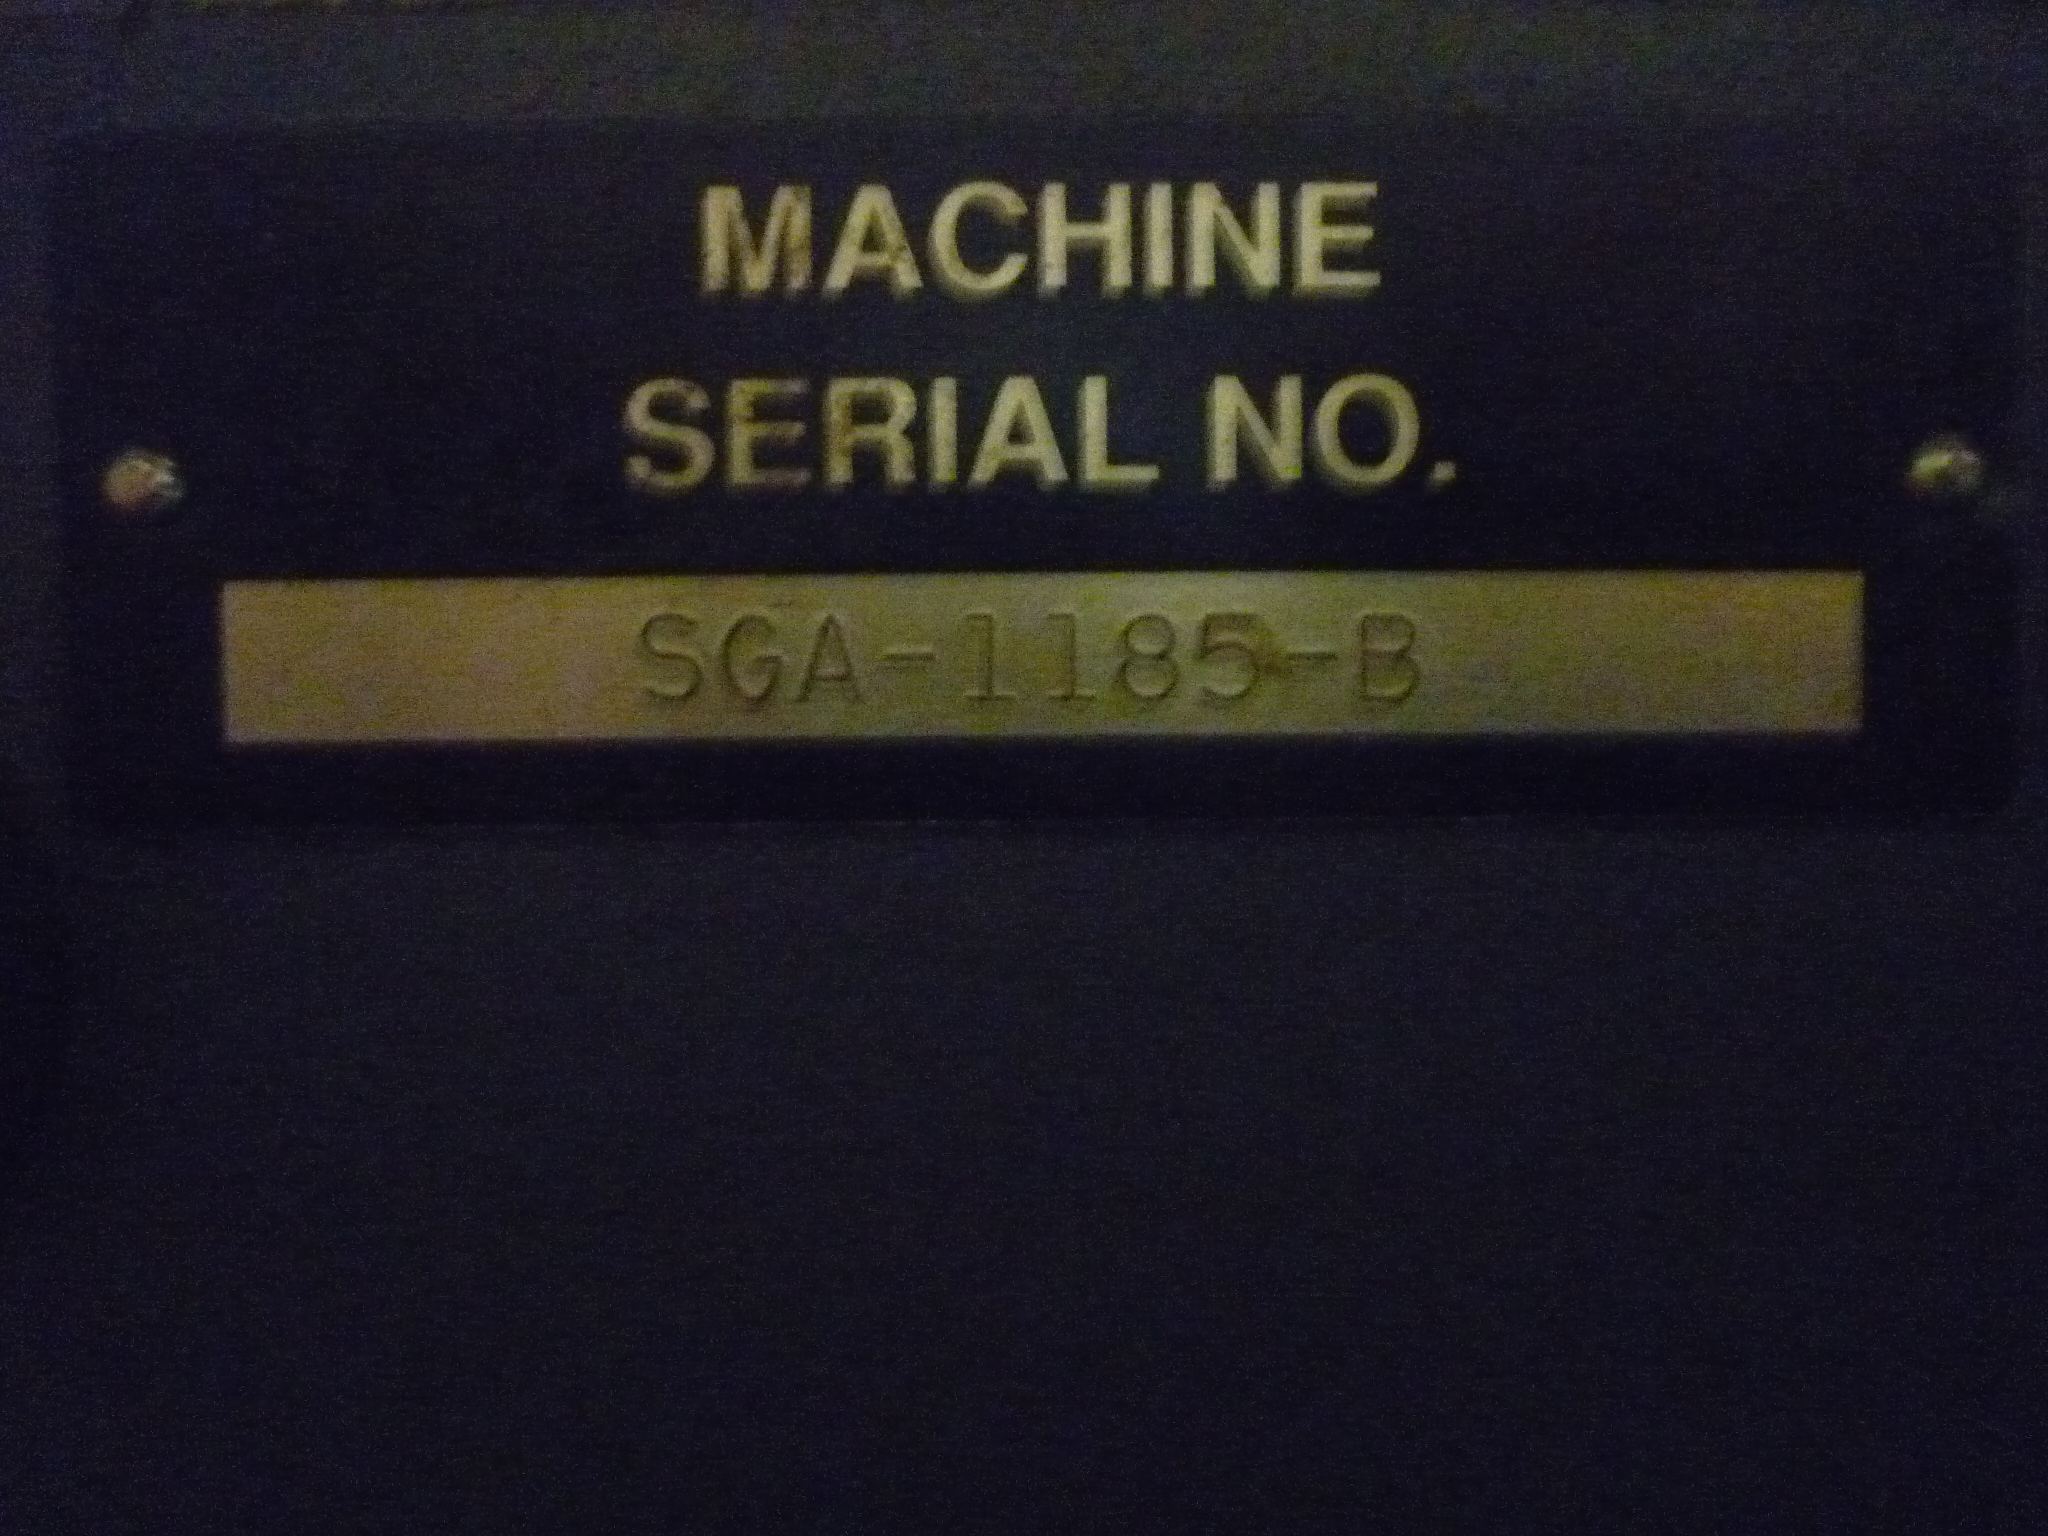 MACHINE
SERIAL NO.
SGA-1185-B